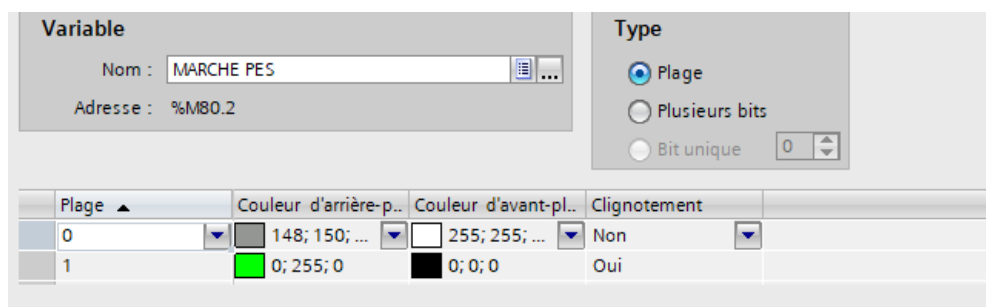 Variable
Nom : MARCHE PES ...
Adresse : %M80.2
Type
Plage
Plusieurs bits
Bit unique 0
Plage Couleur d'arrière-p.. Couleur d'avant-pl.. Clignotement
0 148; 150; ... 255; 255; ... Non
1 0; 255; 0 0; 0; 0 Oui